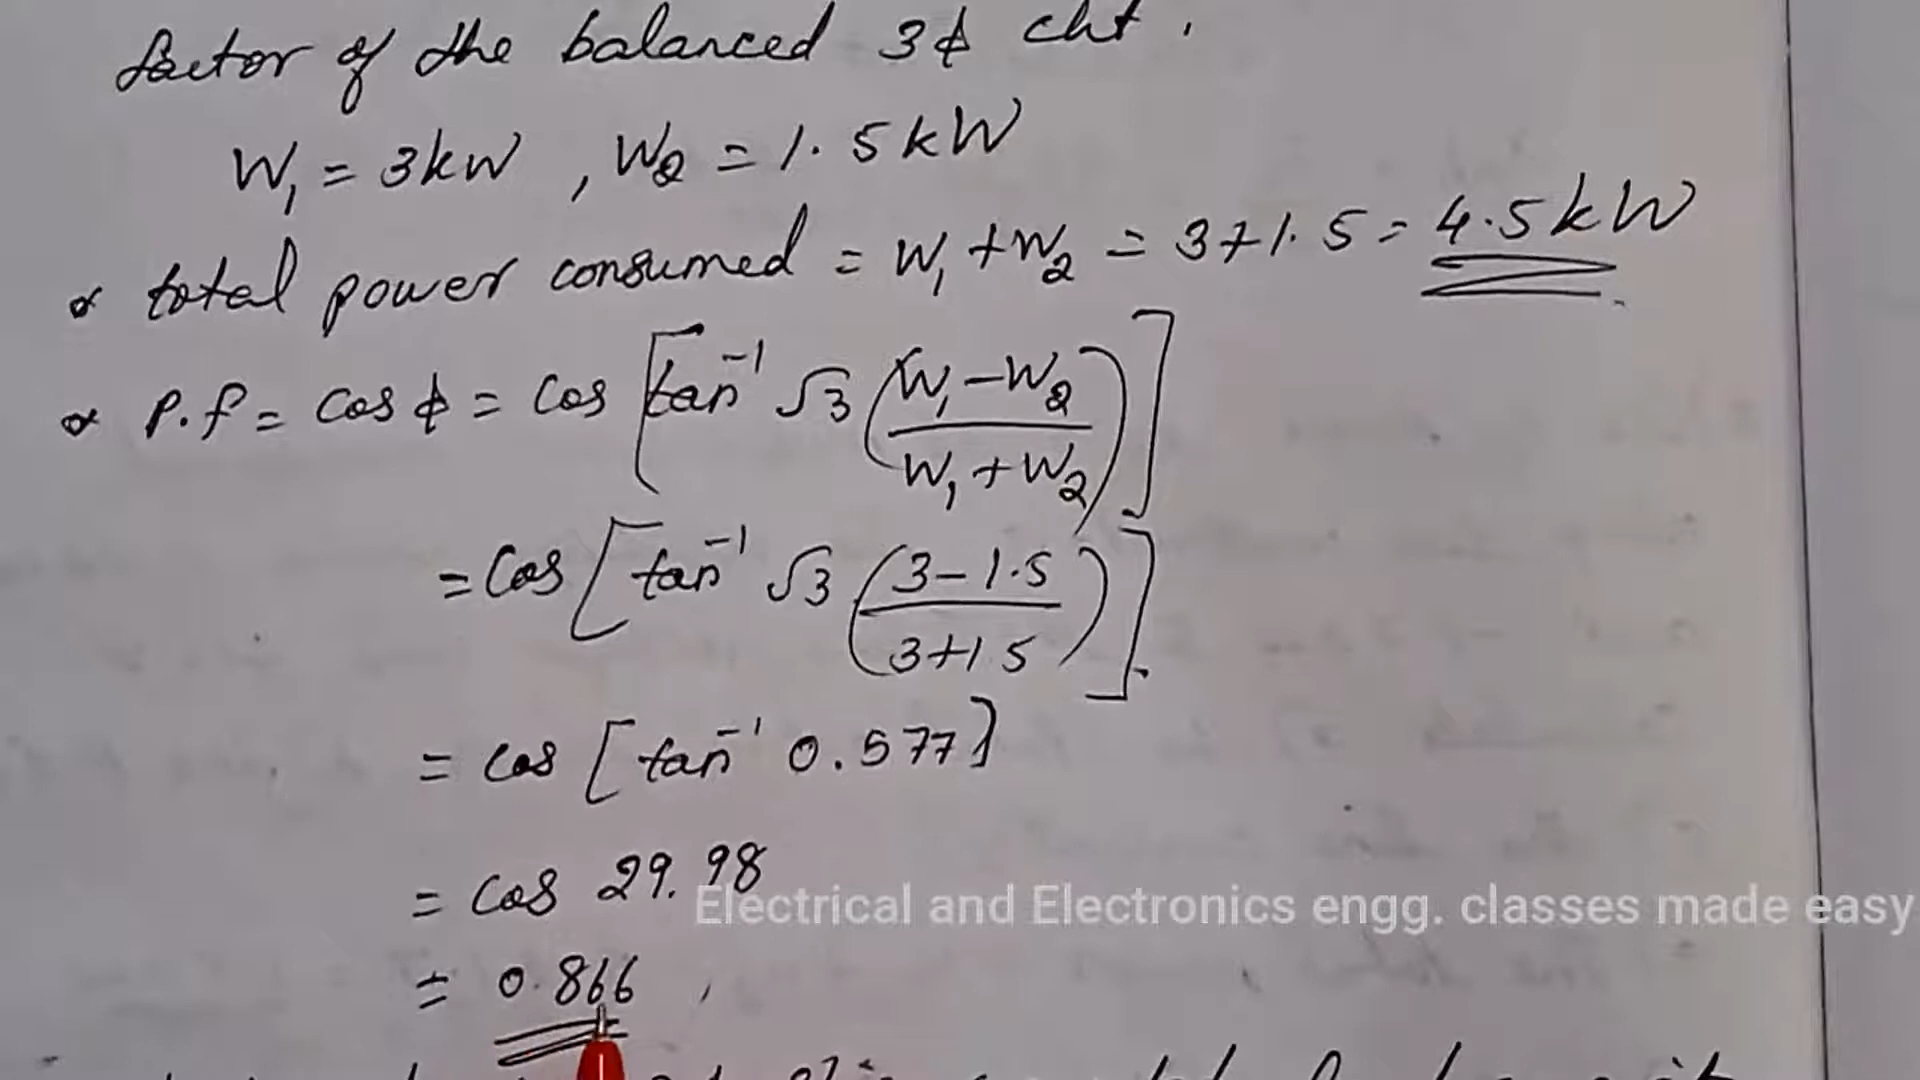 factor of the balanced 3ϕ ckt.
W₁ = 3kW, W₂ = 1.5kW
total power consumed = W₁ + W₂ = 3+1.5 = 4.5kW
P.f = Cos ϕ = Cos [tan⁻¹ √3 (W₁ - W₂ / W₁ + W₂)]
= Cos [tan⁻¹ √3 (3 - 1.5 / 3+1.5)]
= Cos [tan⁻¹ 0.577]
= Cos 29.98
Electrical and Electronics engg. classes made easy
= 0.866